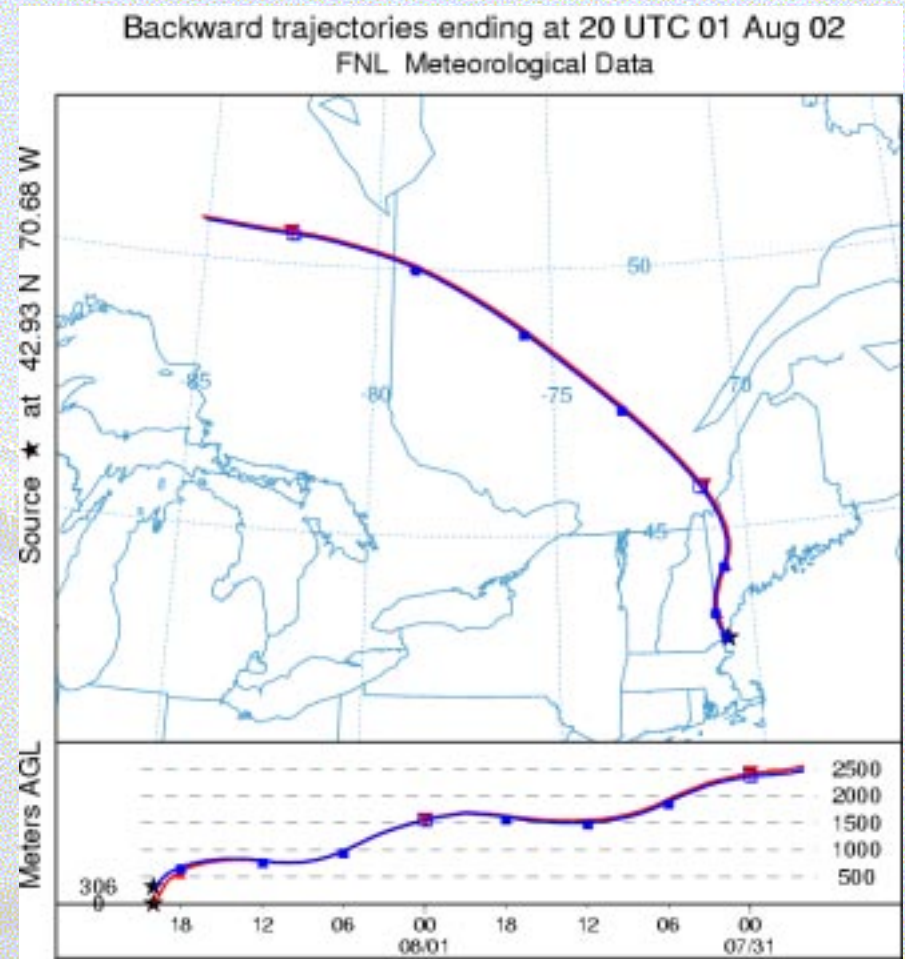 Backward trajectories ending at 20 UTC 01 Aug 02
FNL Meteorological Data
Source ★ at 42.93 N 70.68 W
50
-85
-80
-75
70
45
Meters AGL
2500
2000
1500
1000
500
306
0
18 12 06 00 18 12 06 00
08/01 07/31